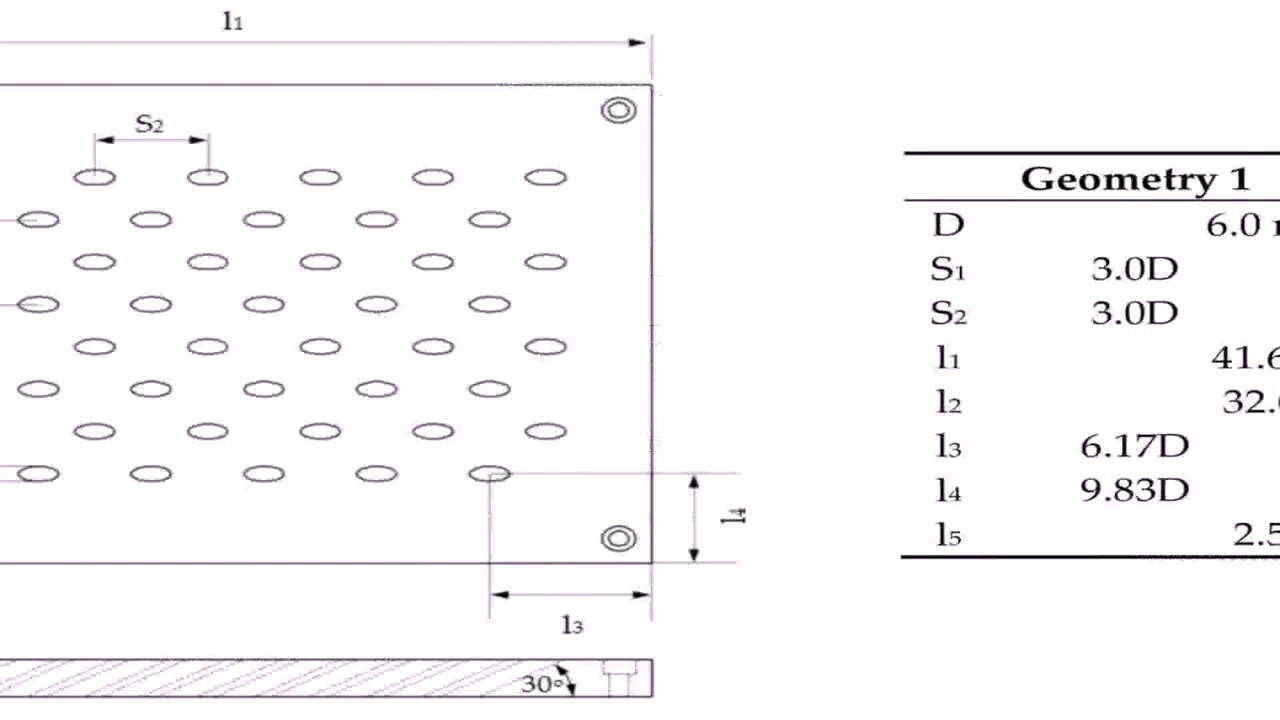 l1
S2
l4
l3
30°
Geometry 1
D 6.0
S1 3.0D
S2 3.0D
l1 41.6
l2 32.
l3 6.17D
l4 9.83D
l5 2.5